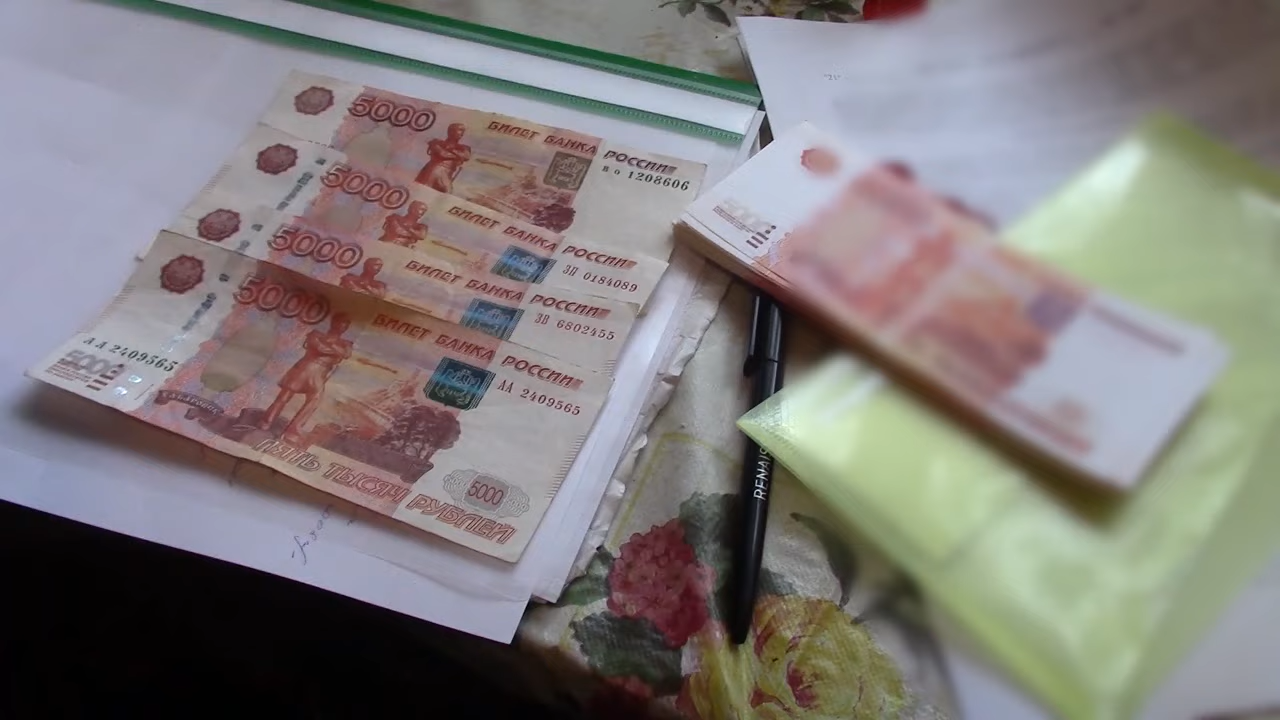 5000
БИЛЕТ БАНКА РОССИИ
во 1208606
5000
БИЛЕТ БАНКА РОССИИ
ЗП 0184089
5000
БИЛЕТ БАНКА РОССИИ
ЗВ 6802455
5000
БИЛЕТ БАНКА РОССИИ
АА 2409565
АА 2409565
5000
ПЯТЬ ТЫСЯЧ РУБЛЕЙ
5000
RENAIS